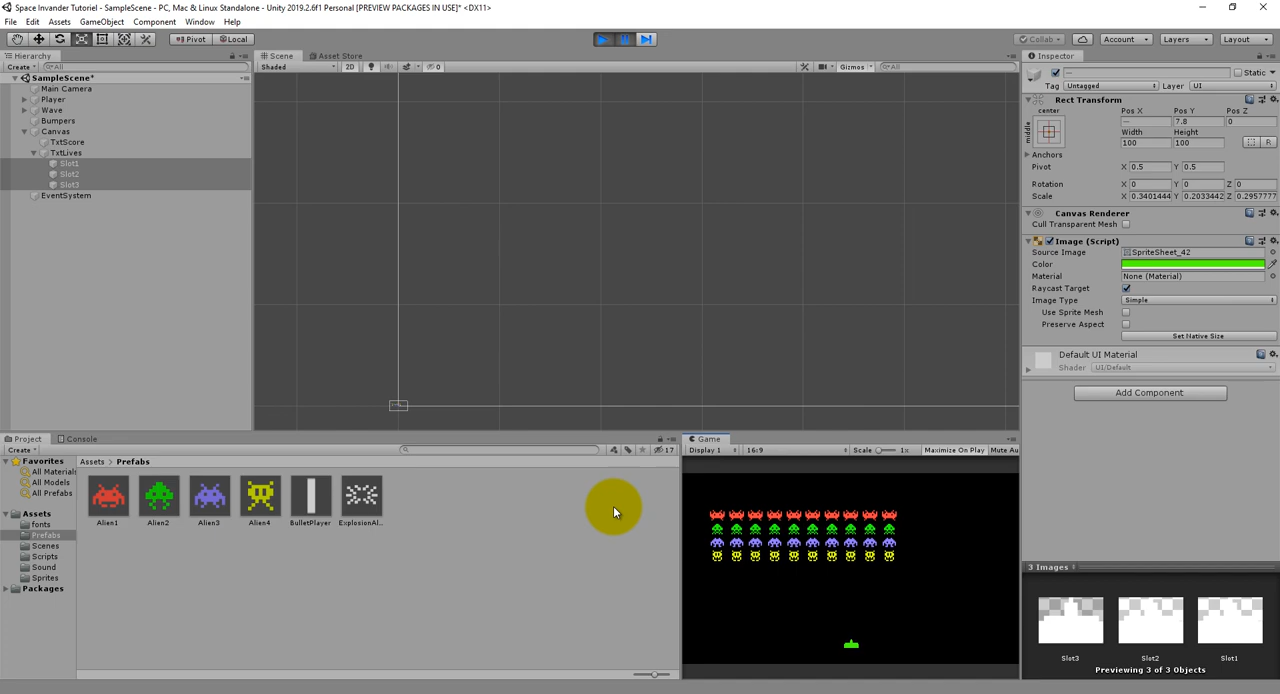 Space Invander Tutoriel - SampleScene - PC, Mac & Linux Standalone - Unity 2019.2.6f1 Personal [PREVIEW PACKAGES IN USE]* <DX11>
File Edit Assets GameObject Component Window Help
Pivot Local Collab Account Layers Layout
Hierarchy Scene Asset Store Inspector
Create All Shaded 2D 0 Gizmos All
— Static
Tag Untagged Layer UI
SampleScene*
Main Camera
Player
Wave
Bumpers
Canvas
TxtScore
TxtLives
Slot1
Slot2
Slot3
EventSystem
Rect Transform
center Pos X Pos Y Pos Z
middle — 7.8 0
Width Height
100 100 R
Anchors
Pivot X 0.5 Y 0.5
Rotation X 0 Y 0 Z 0
Scale X 0.3401444 Y 0.2033442 Z 0.2957777
Canvas Renderer
Cull Transparent Mesh
Image (Script)
Source Image SpriteSheet_42
Color
Material None (Material)
Raycast Target
Image Type Simple
Use Sprite Mesh
Preserve Aspect
Set Native Size
Default UI Material
Shader UI/Default
Add Component
Project Console Game
Create 17 Display 1 16:9 Scale 1x Maximize On Play Mute Au
Favorites
All Materials
All Models
All Prefabs
Assets
fonts
Prefabs
Scenes
Scripts
Sound
Sprites
Packages
Assets > Prefabs
Alien1 Alien2 Alien3 Alien4 BulletPlayer ExplosionAl...
3 Images
Slot3 Slot2 Slot1
Previewing 3 of 3 Objects